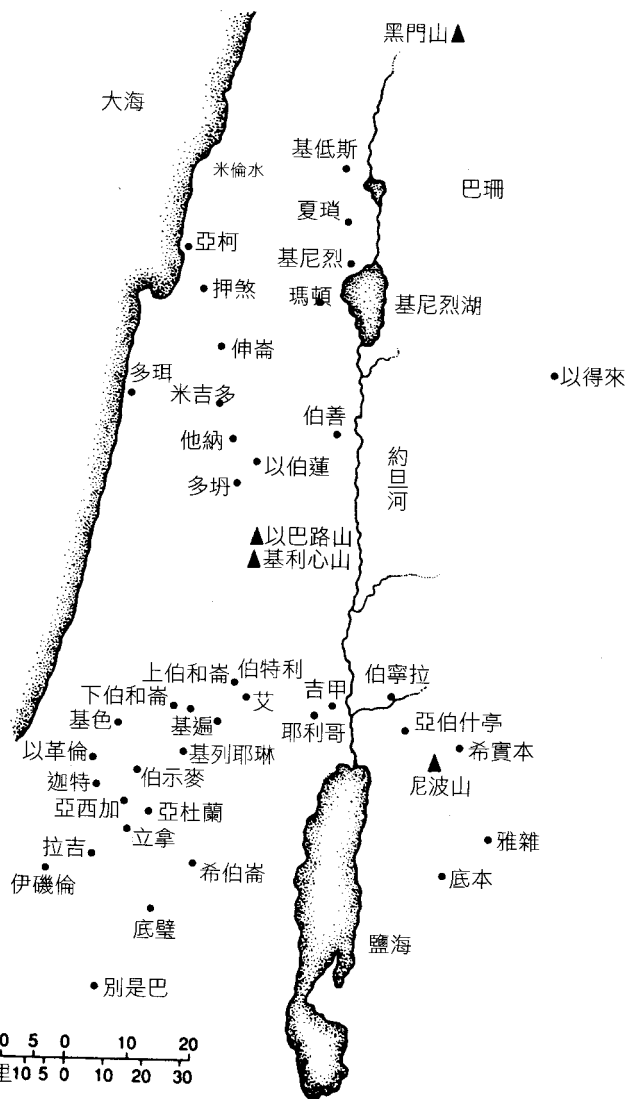 黑門山
大海
基低斯
米倫水
巴珊
夏瑣
亞柯
基尼烈
押煞
瑪頓
基尼烈湖
伸崙
多珥
以得來
米吉多
伯善
他納
以伯蓮
約旦河
多坍
以巴路山
基利心山
上伯和崙
伯特利
伯寧拉
下伯和崙
艾
吉甲
基色
基遍
耶利哥
亞伯什亭
以革倫
基列耶琳
希實本
迦特
伯示麥
尼波山
亞西加
亞杜蘭
立拿
雅雜
拉吉
希伯崙
底本
伊磯倫
底璧
鹽海
別是巴
0 5 0 10 20
里10 5 0 10 20 30